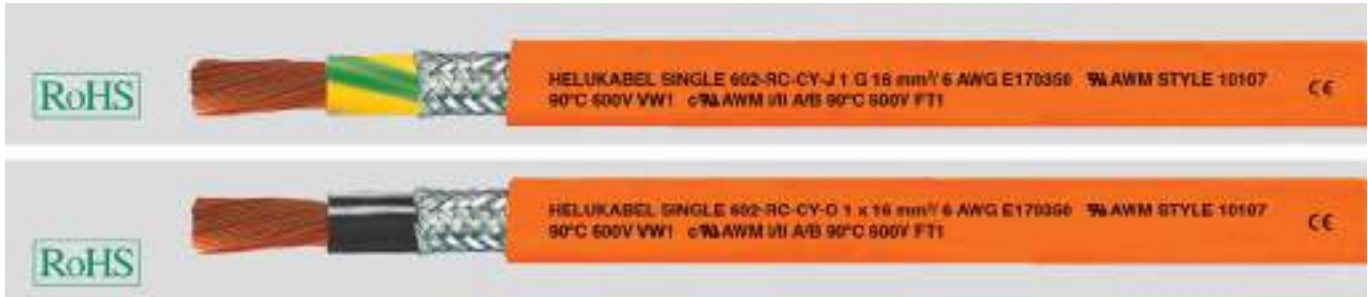 RoHS
HELUKABEL SINGLE 602-RC-CY-J 1 G 16 mm²/ 6 AWG E170350 AWM STYLE 10107
90°C 600V VW1 AWM I/II A/B 90°C 600V FT1
CE
HELUKABEL SINGLE 602-RC-CY-O 1 x 16 mm²/ 6 AWG E170350 AWM STYLE 10107
90°C 600V VW1 AWM I/II A/B 90°C 600V FT1
CE
RoHS